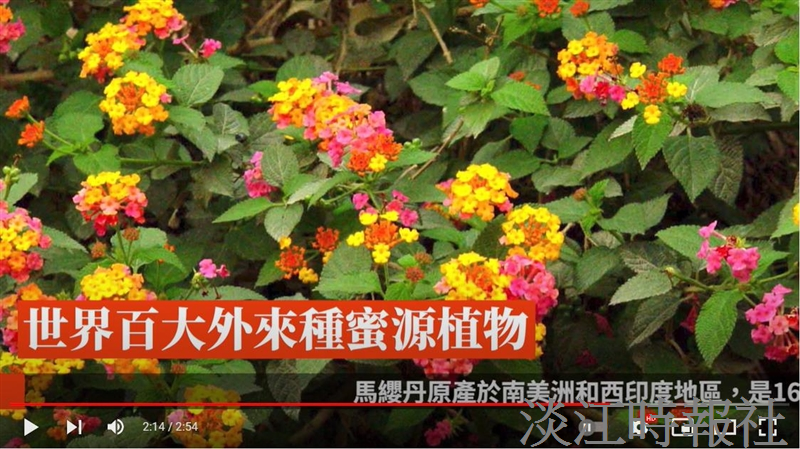 世界百大外來種蜜源植物
馬纓丹原產於南美洲和西印度地區，是16
2:14 / 2:54
HD
淡江時報社